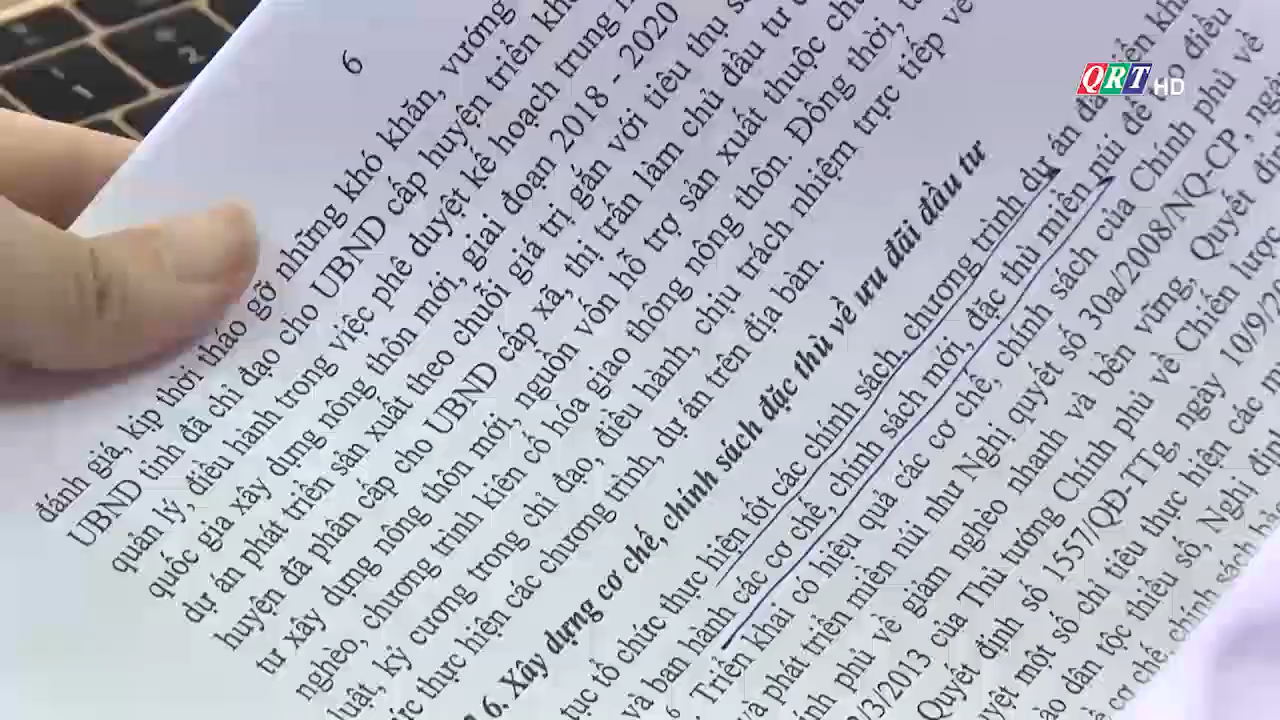 QRT HD
6
đánh giá, kịp thời tháo gỡ những khó khăn, vướng
UBND tỉnh đã chỉ đạo cho UBND cấp huyện triển
quản lý, điều hành trong việc phê duyệt kế hoạch trung
quốc gia xây dựng nông thôn mới, giai đoạn 2018 - 2020
dự án phát triển sản xuất theo chuỗi giá trị gắn với tiêu thụ
huyện đã phân cấp cho UBND cấp xã, thị trấn làm chủ đầu tư
tư xây dựng nông thôn mới, nguồn vốn hỗ trợ sản xuất thuộc
nghèo, chương trình kiên cố hóa giao thông nông thôn. Đồng thời,
luật, kỷ cương trong chỉ đạo, điều hành, chịu trách nhiệm trực tiếp về
thực hiện các chương trình, dự án trên địa bàn.
6. Xây dựng cơ chế, chính sách đặc thù về ưu đãi đầu tư
tục tổ chức thực hiện tốt các chính sách, chương trình dự án
và ban hành các cơ chế, chính sách mới, đặc thù miền núi để điều
6 Triển khai có hiệu quả các cơ chế, chính sách của Chính phủ về
và phát triển miền núi như Nghị quyết số 30a/2008/NQ-CP,
phủ về giảm nghèo nhanh và bền vững, Quyết
/3/2013 của Thủ tướng Chính phủ về Chiến lược
Quyết định số 1557/QĐ-TTg, ngày 10/9/
một số chỉ tiêu thực hiện các
dân tộc thiểu số, Nghị
cơ chế, chính sách